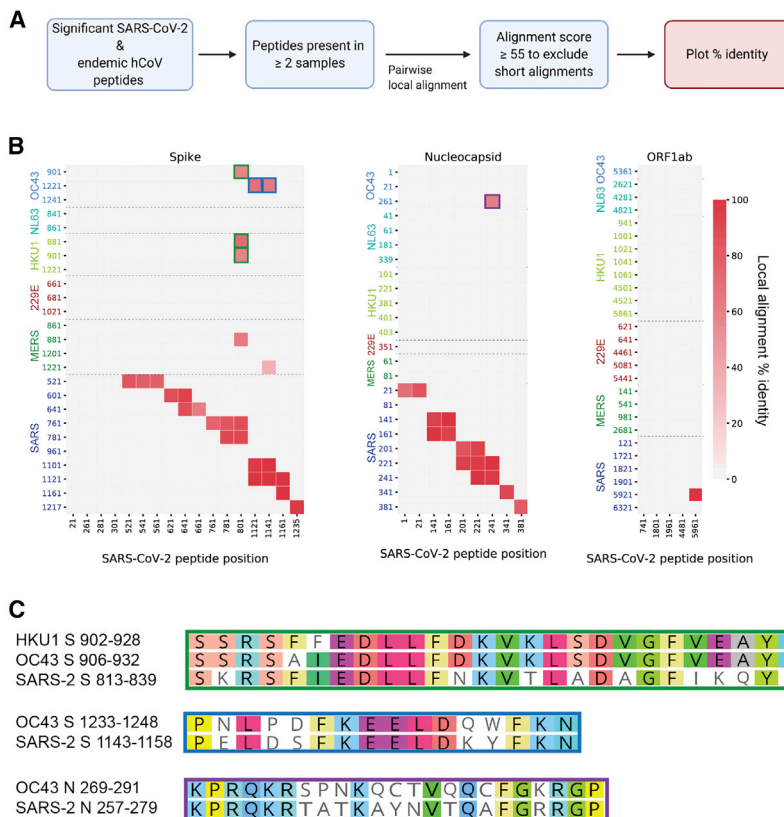 A
Significant SARS-CoV-2
&
endemic hCoV
peptides
Peptides present in
≥ 2 samples
Pairwise
local alignment
Alignment score
≥ 55 to exclude
short alignments
Plot % identity
B
Spike
OC43
901
1221
1241
NL63
841
861
HKU1
881
901
1221
229E
661
681
1021
MERS
861
881
1201
1221
SARS
521
601
641
761
781
961
1101
1121
1161
1217
21 261 281 301 521 541 561 621 641 661 761 781 801 1121 1141 1161 1235
SARS-CoV-2 peptide position
Nucleocapsid
OC43
1
21
261
NL63
41
61
181
339
HKU1
101
221
381
401
403
229E
351
MERS
61
81
SARS
21
81
141
161
201
221
241
341
381
1 21 141 161 201 221 241 341 381
SARS-CoV-2 peptide position
ORF1ab
OC43
5361
NL63
2621
4281
4821
HKU1
941
1001
1021
1041
1061
4501
4521
5861
229E
621
641
4461
5081
5441
MERS
141
541
981
2681
SARS
121
1721
1821
1901
5921
6321
741 1801 1961 4481 5961
SARS-CoV-2 peptide position
100
80
60
40
20
0
Local alignment % identity
C
HKU1 S 902-928 S S R S F F E D L L F D K V K L S D V G F V E A Y
OC43 S 906-932 S S R S A I E D L L F D K V K L S D V G F V E A Y
SARS-2 S 813-839 S K R S F I E D L L F N K V T L A D A G F I K Q Y
OC43 S 1233-1248 P N L P D F K E E L D Q W F K N
SARS-2 S 1143-1158 P E L D S F K E E L D K Y F K N
OC43 N 269-291 K P R Q K R S P N K Q C T V Q Q C F G K R G P
SARS-2 N 257-279 K P R Q K R T A T K A Y N V T Q A F G R R G P